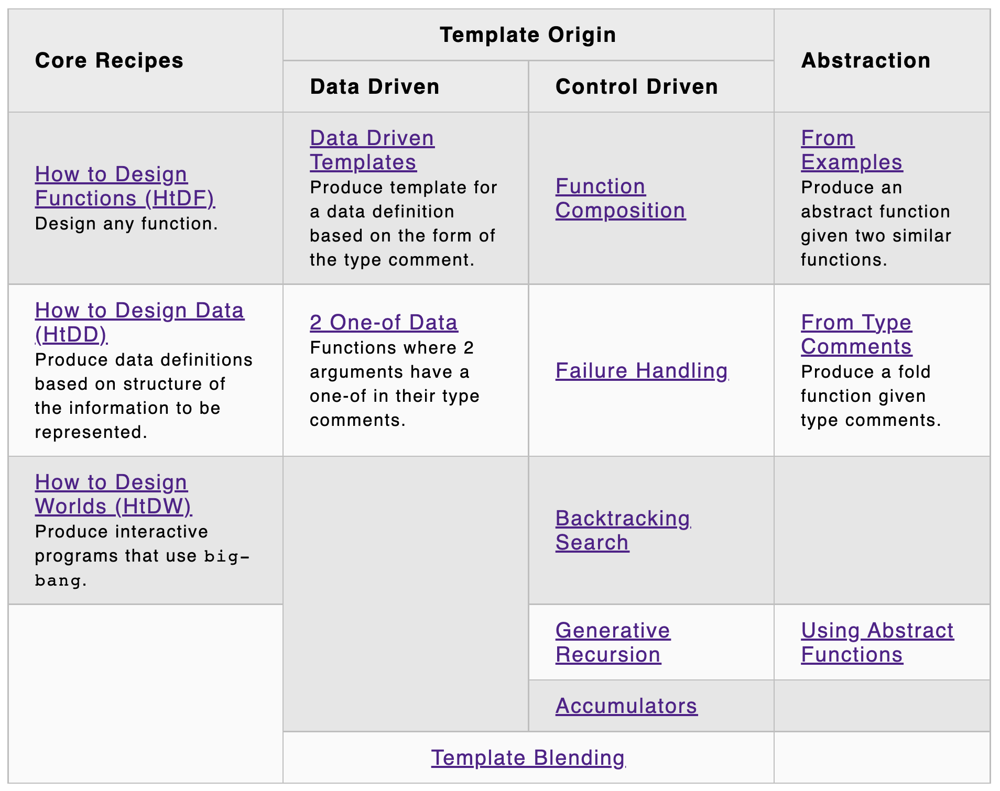 Core Recipes
Template Origin
Abstraction
Data Driven
Control Driven
How to Design
Functions (HtDF)
Design any function.
Data Driven
Templates
Produce template for
a data definition
based on the form of
the type comment.
Function
Composition
From
Examples
Produce an
abstract function
given two similar
functions.
How to Design Data
(HtDD)
Produce data definitions
based on structure of
the information to be
represented.
2 One-of Data
Functions where 2
arguments have a
one-of in their type
comments.
Failure Handling
From Type
Comments
Produce a fold
function given
type comments.
How to Design
Worlds (HtDW)
Produce interactive
programs that use big-
bang.
Backtracking
Search
Generative
Recursion
Using Abstract
Functions
Accumulators
Template Blending